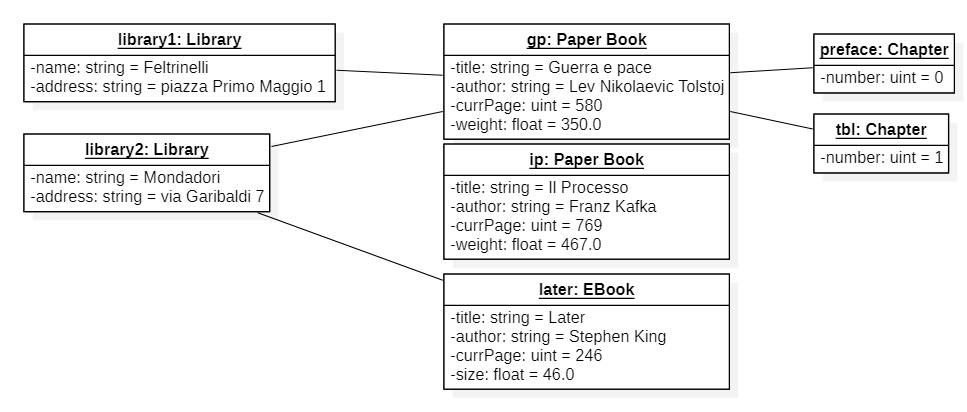 library1: Library
-name: string = Feltrinelli
-address: string = piazza Primo Maggio 1
library2: Library
-name: string = Mondadori
-address: string = via Garibaldi 7
gp: Paper Book
-title: string = Guerra e pace
-author: string = Lev Nikolaevic Tolstoj
-currPage: uint = 580
-weight: float = 350.0
ip: Paper Book
-title: string = Il Processo
-author: string = Franz Kafka
-currPage: uint = 769
-weight: float = 467.0
later: EBook
-title: string = Later
-author: string = Stephen King
-currPage: uint = 246
-size: float = 46.0
preface: Chapter
-number: uint = 0
tbl: Chapter
-number: uint = 1